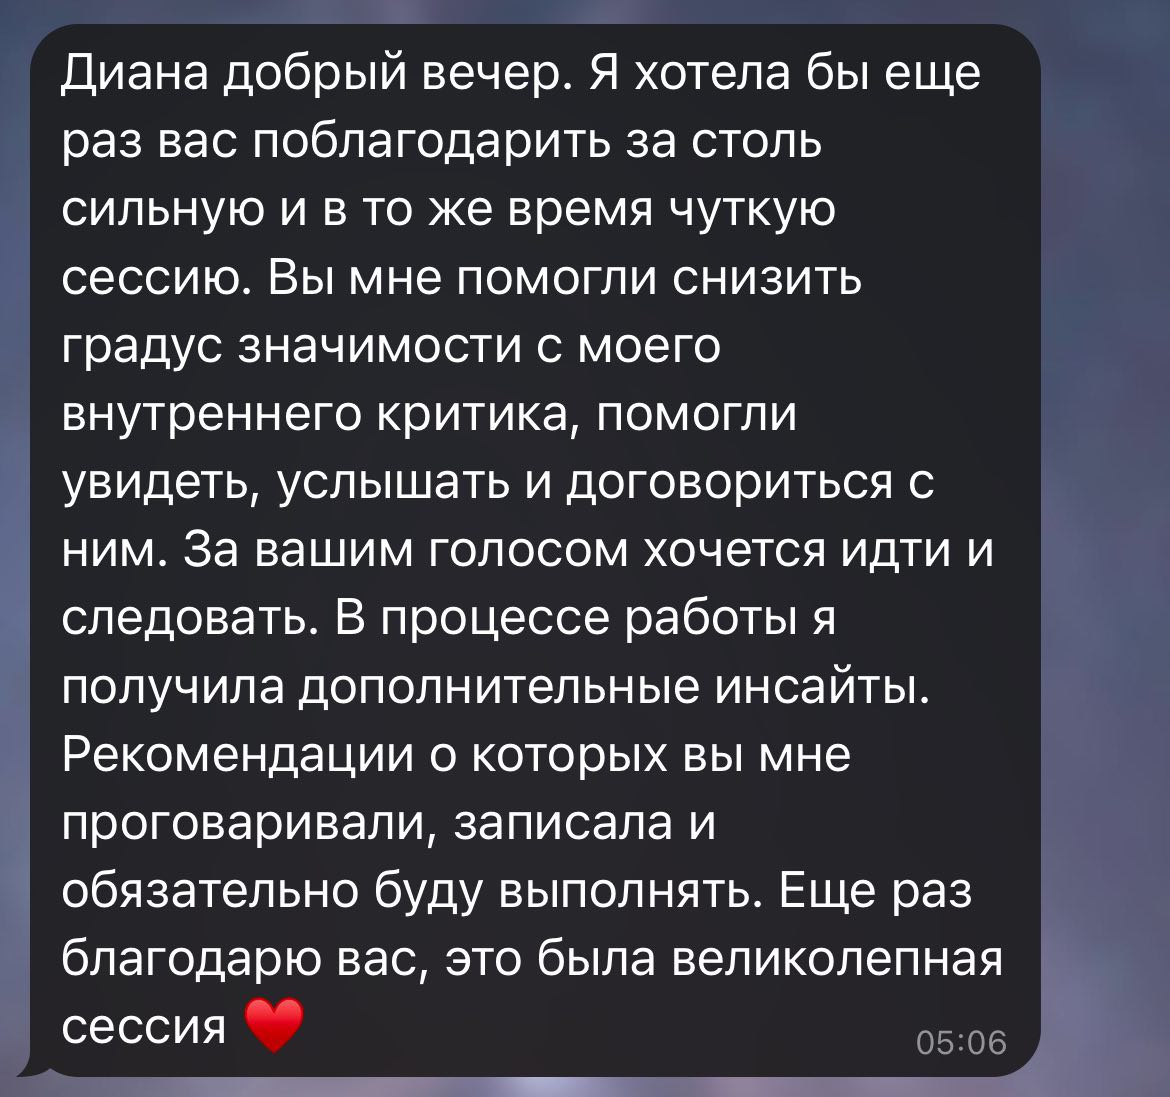 Диана добрый вечер. Я хотела бы еще
раз вас поблагодарить за столь
сильную и в то же время чуткую
сессию. Вы мне помогли снизить
градус значимости с моего
внутреннего критика, помогли
увидеть, услышать и договориться с
ним. За вашим голосом хочется идти и
следовать. В процессе работы я
получила дополнительные инсайты.
Рекомендации о которых вы мне
проговаривали, записала и
обязательно буду выполнять. Еще раз
благодарю вас, это была великолепная
сессия ♥️
05:06